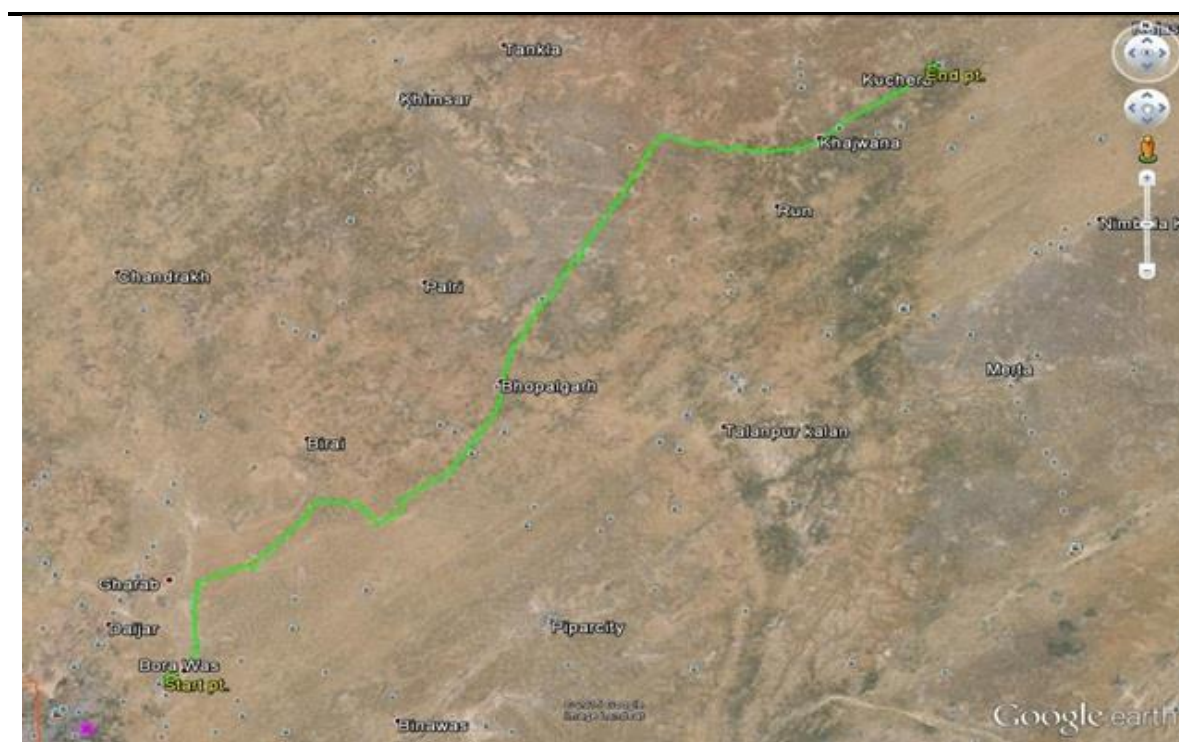 N
Tankla
Kuchera
End pt.
Khimsar
Khajwana
Run
Chandrakh
Palri
Merta
Bhopalgarh
Talanpur kalan
Birai
Gharab
Daijar
Piparcity
Bora Was
Start pt.
Binawas
Google earth